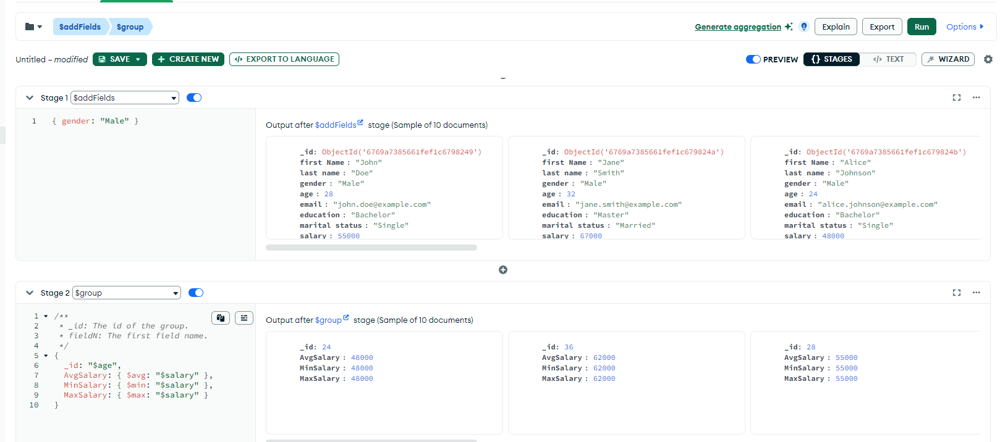 $addFields $group Generate aggregation Explain Export Run Options
Untitled – modified SAVE CREATE NEW </> EXPORT TO LANGUAGE PREVIEW {} STAGES </> TEXT WIZARD
Stage 1 $addFields
1 { gender: "Male" }
Output after $addFields stage (Sample of 10 documents)
_id: ObjectId('6769a7385661fef1c6798249')
first Name : "John"
last name : "Doe"
gender : "Male"
age : 28
email : "john.doe@example.com"
education : "Bachelor"
marital status : "Single"
salary : 55000
_id: ObjectId('6769a7385661fef1c679824a')
first Name : "Jane"
last name : "Smith"
gender : "Male"
age : 32
email : "jane.smith@example.com"
education : "Master"
marital status : "Married"
salary : 67000
_id: ObjectId('6769a7385661fef1c679824b')
first Name : "Alice"
last name : "Johnson"
gender : "Male"
age : 24
email : "alice.johnson@example.com"
education : "Bachelor"
marital status : "Single"
salary : 48000
Stage 2 $group
1 /**
2 * _id: The id of the group.
3 * fieldN: The first field name.
4 */
5 {
6 _id: "$age",
7 AvgSalary: { $avg: "$salary" },
8 MinSalary: { $min: "$salary" },
9 MaxSalary: { $max: "$salary" }
10 }
Output after $group stage (Sample of 10 documents)
_id: 24
AvgSalary : 48000
MinSalary : 48000
MaxSalary : 48000
_id: 36
AvgSalary : 62000
MinSalary : 62000
MaxSalary : 62000
_id: 28
AvgSalary : 55000
MinSalary : 55000
MaxSalary : 55000